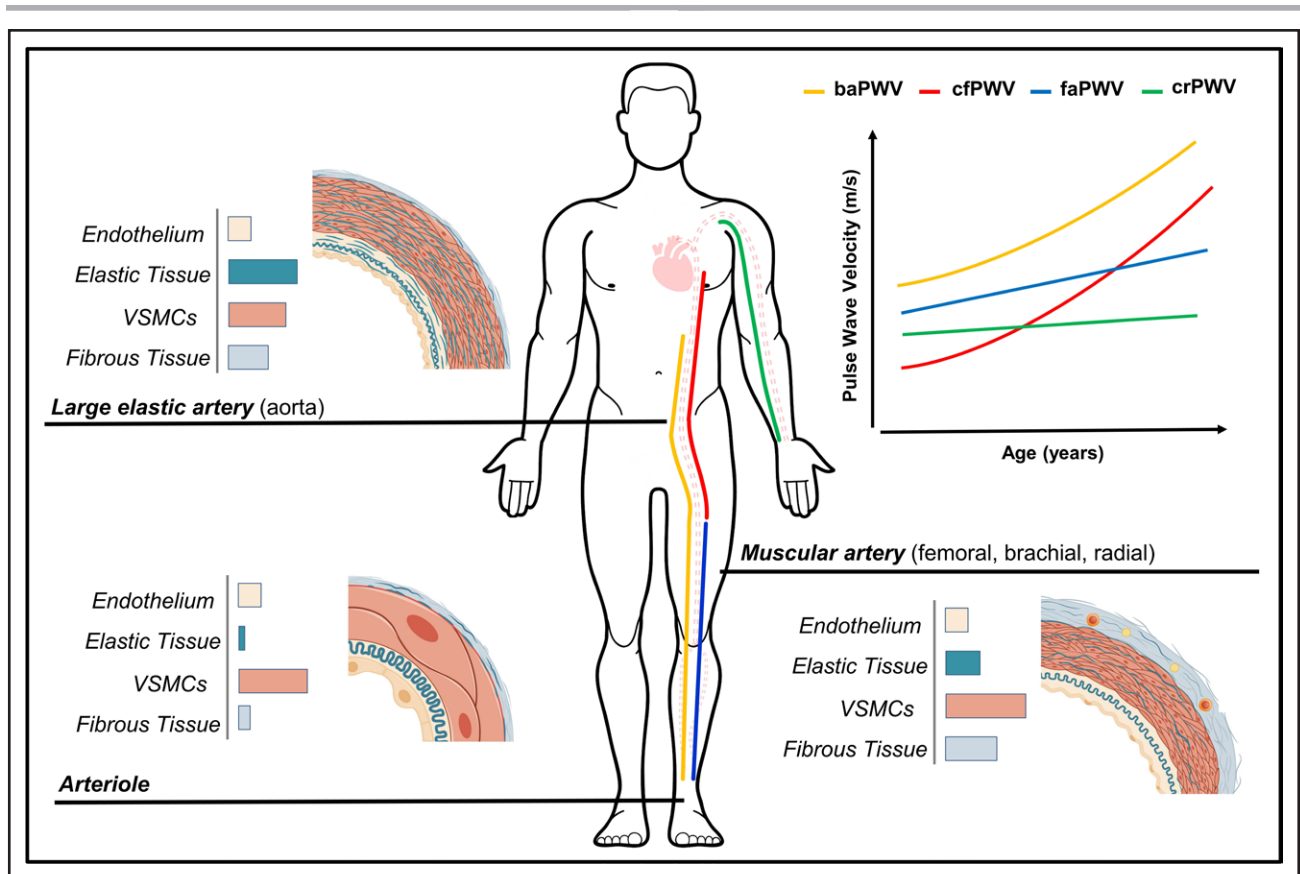 baPWV cfPWV faPWV crPWV
Pulse Wave Velocity (m/s)
Age (years)
Endothelium
Elastic Tissue
VSMCs
Fibrous Tissue
Large elastic artery (aorta)
Muscular artery (femoral, brachial, radial)
Endothelium
Elastic Tissue
VSMCs
Fibrous Tissue
Arteriole
Endothelium
Elastic Tissue
VSMCs
Fibrous Tissue